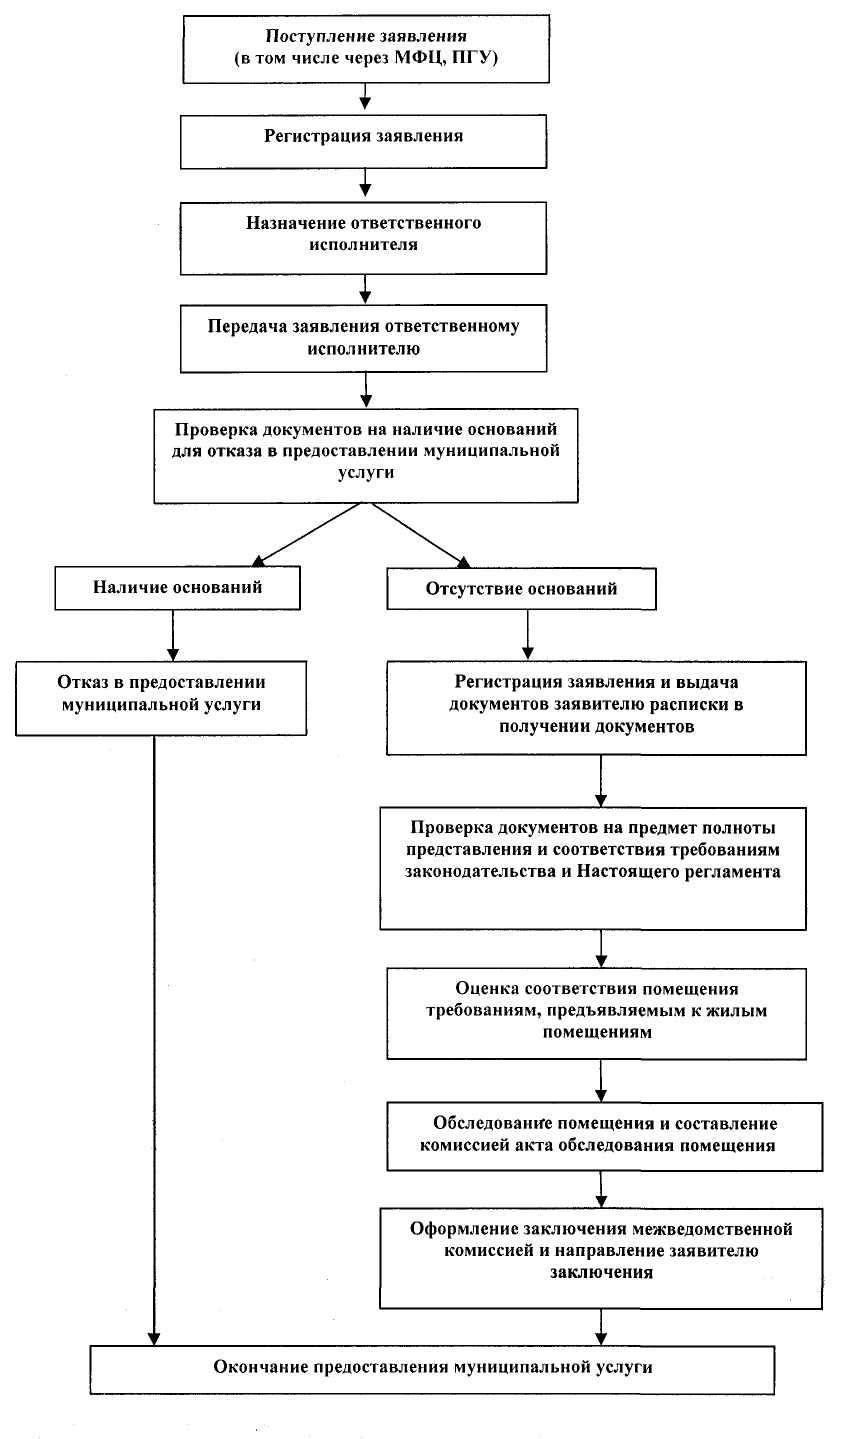 Поступление заявления
(в том числе через МФЦ, ПГУ)
Регистрация заявления
Назначение ответственного
исполнителя
Передача заявления ответственному
исполнителю
Проверка документов на наличие оснований
для отказа в предоставлении муниципальной
услуги
Наличие оснований
Отсутствие оснований
Отказ в предоставлении
муниципальной услуги
Регистрация заявления и выдача
документов заявителю расписки в
получении документов
Проверка документов на предмет полноты
представления и соответствия требованиям
законодательства и Настоящего регламента
Оценка соответствия помещения
требованиям, предъявляемым к жилым
помещениям
Обследование помещения и составление
комиссией акта обследования помещения
Оформление заключения межведомственной
комиссией и направление заявителю
заключения
Окончание предоставления муниципальной услуги